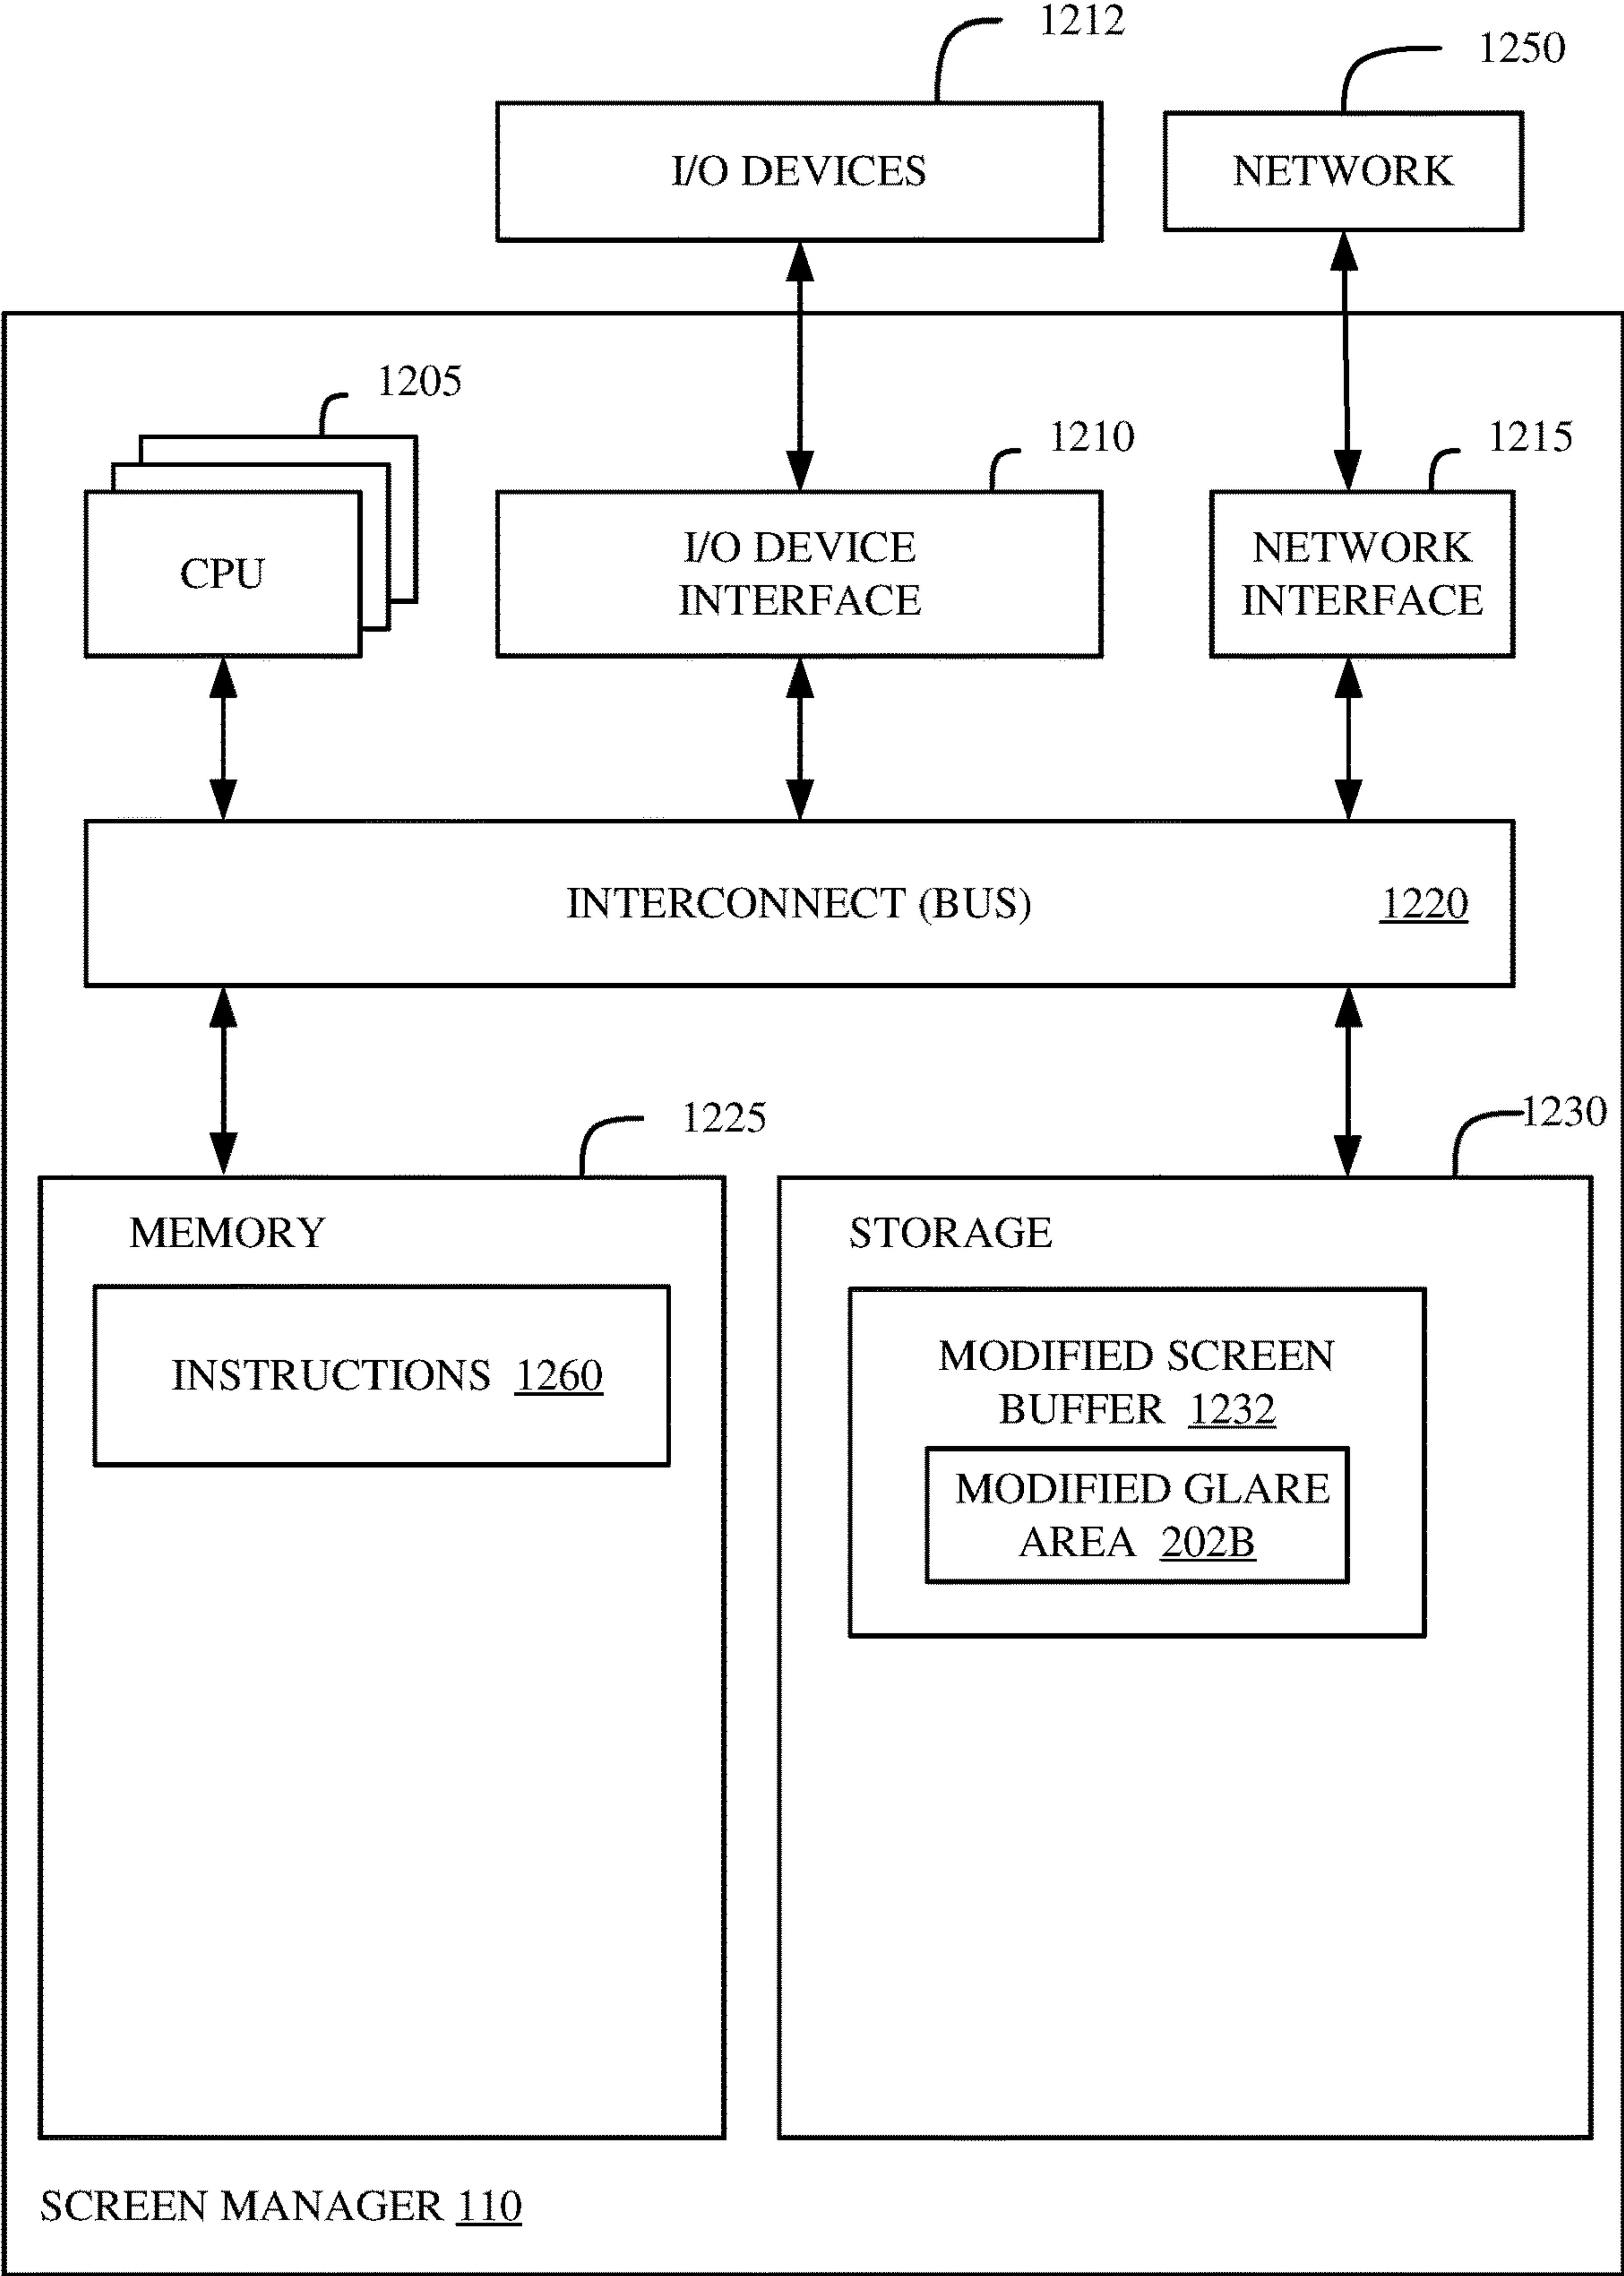 1212
1250
I/O DEVICES
NETWORK
1205
1210
1215
CPU
I/O DEVICE
INTERFACE
NETWORK
INTERFACE
INTERCONNECT (BUS) 1220
1225
1230
MEMORY
INSTRUCTIONS 1260
STORAGE
MODIFIED SCREEN
BUFFER 1232
MODIFIED GLARE
AREA 202B
SCREEN MANAGER 110